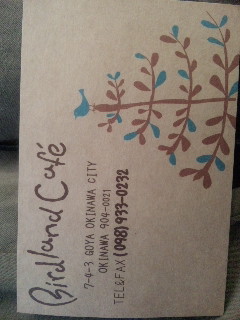 Birdland Café
7-4-3 GOYA OKINAWA CITY
OKINAWA 904-0021
TEL&FAX (098)933-0232